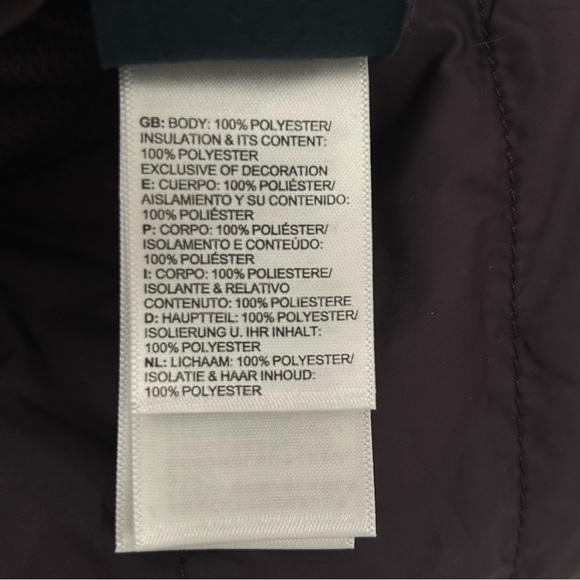 GB: BODY: 100% POLYESTER/
INSULATION & ITS CONTENT:
100% POLYESTER
EXCLUSIVE OF DECORATION
E: CUERPO: 100% POLIÉSTER/
AISLAMIENTO Y SU CONTENIDO:
100% POLIÉSTER
P: CORPO: 100% POLIÉSTER/
ISOLAMENTO E CONTEÚDO:
100% POLIÉSTER
I: CORPO: 100% POLIESTERE/
ISOLANTE & RELATIVO
CONTENUTO: 100% POLIESTERE
D: HAUPTTEIL: 100% POLYESTER/
ISOLIERUNG U. IHR INHALT:
100% POLYESTER
NL: LICHAAM: 100% POLYESTER/
ISOLATIE & HAAR INHOUD:
100% POLYESTER